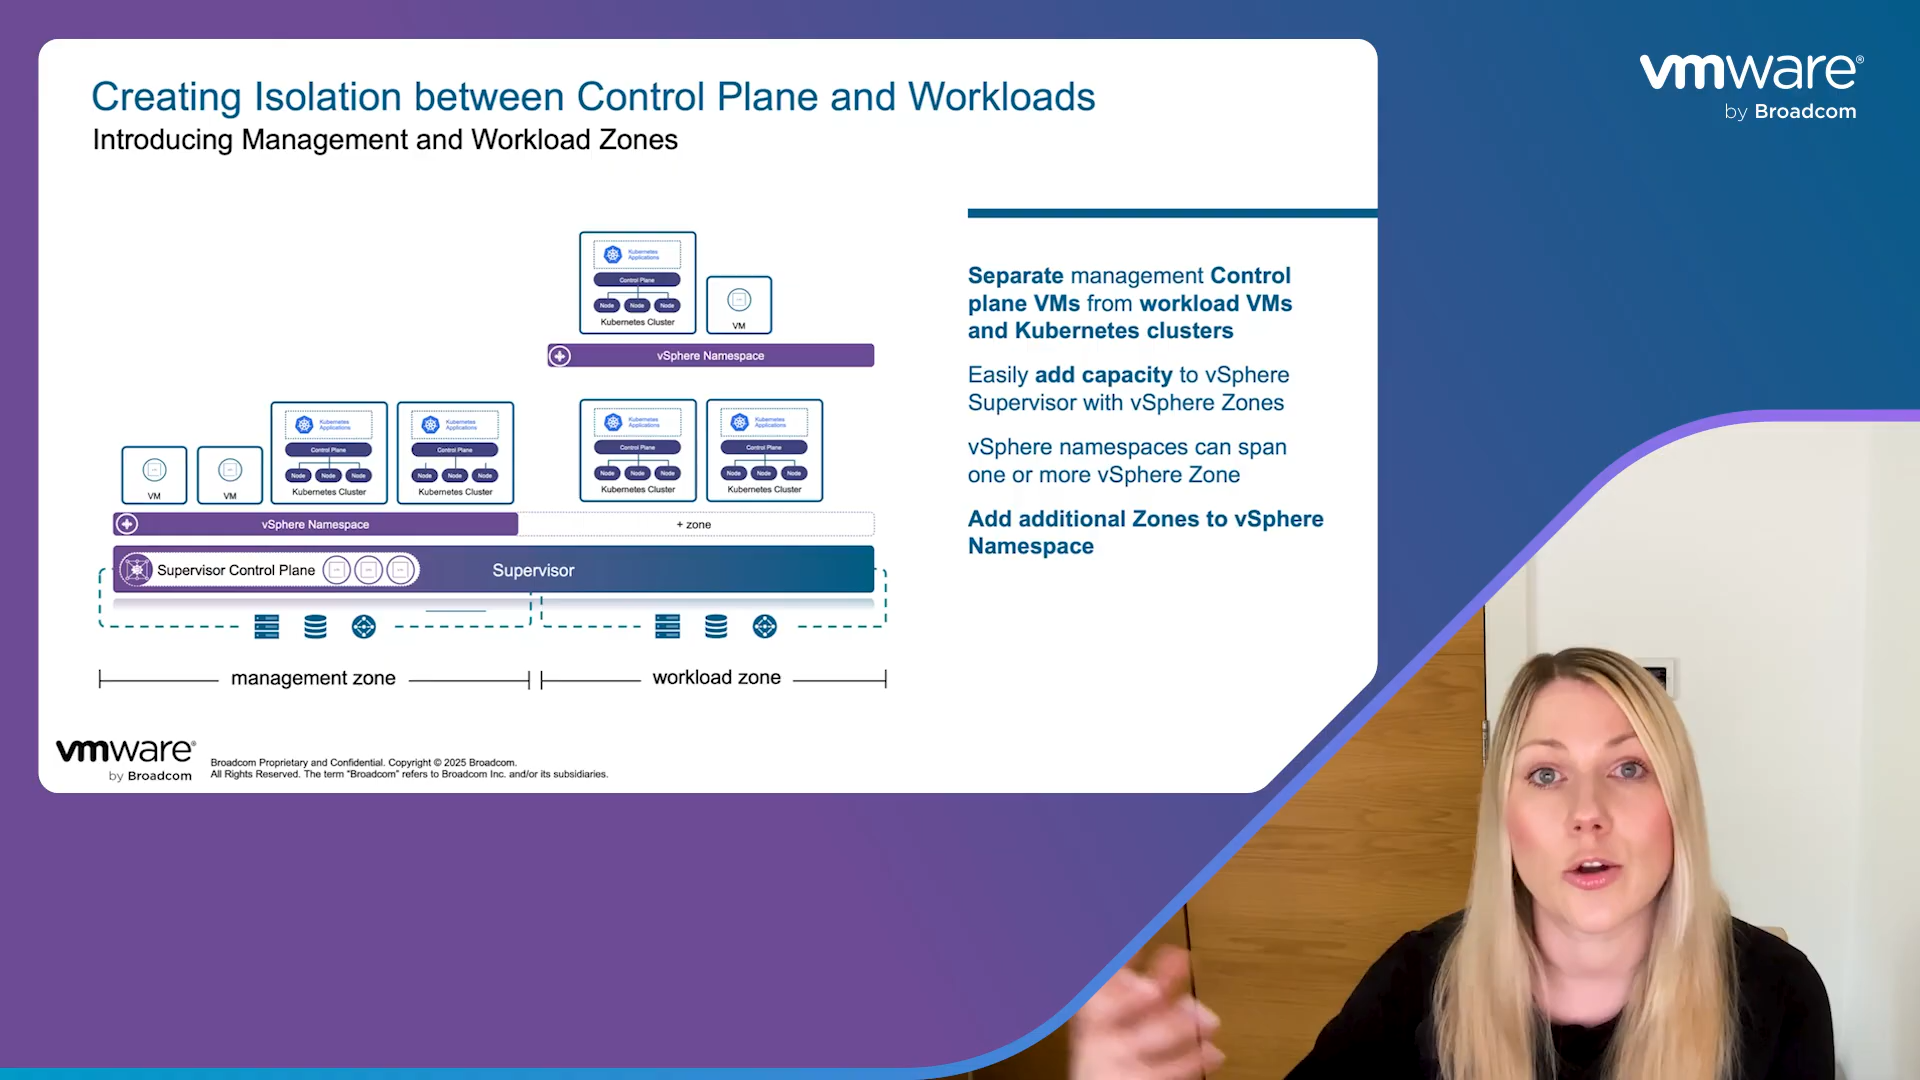 Creating Isolation between Control Plane and Workloads
Introducing Management and Workload Zones
vmware®
by Broadcom
Kubernetes
Applications
Control Plane
Node Node Node
Kubernetes Cluster
VM
vSphere Namespace
Kubernetes
Applications
Control Plane
Node Node Node
Kubernetes Cluster
Kubernetes
Applications
Control Plane
Node Node Node
Kubernetes Cluster
Kubernetes
Applications
Control Plane
Node Node Node
Kubernetes Cluster
Kubernetes
Applications
Control Plane
Node Node Node
Kubernetes Cluster
VM
VM
vSphere Namespace
+ zone
Supervisor Control Plane
Supervisor
management zone
workload zone
Separate management Control
plane VMs from workload VMs
and Kubernetes clusters
Easily add capacity to vSphere
Supervisor with vSphere Zones
vSphere namespaces can span
one or more vSphere Zone
Add additional Zones to vSphere
Namespace
vmware®
by Broadcom
Broadcom Proprietary and Confidential. Copyright © 2025 Broadcom.
All Rights Reserved. The term “Broadcom” refers to Broadcom Inc. and/or its subsidiaries.